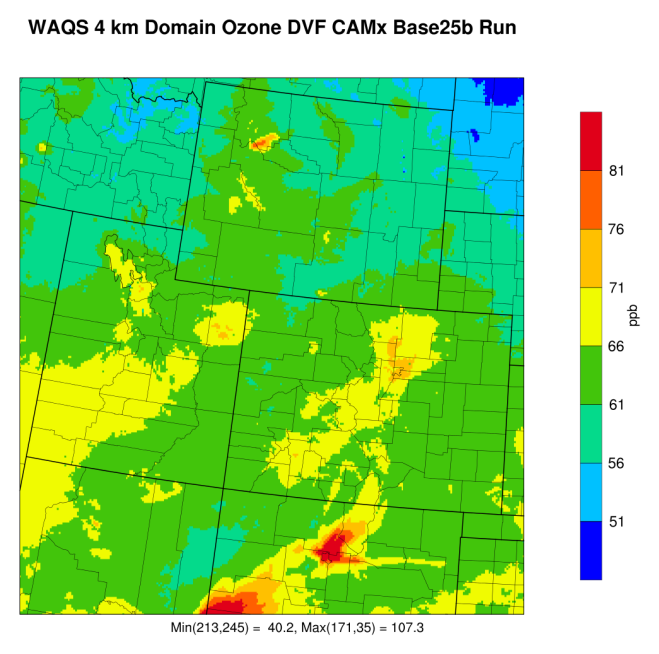 WAQS 4 km Domain Ozone DVF CAMx Base25b Run
81
76
71
66
61
56
51
ppb
Min(213,245) = 40.2, Max(171,35) = 107.3